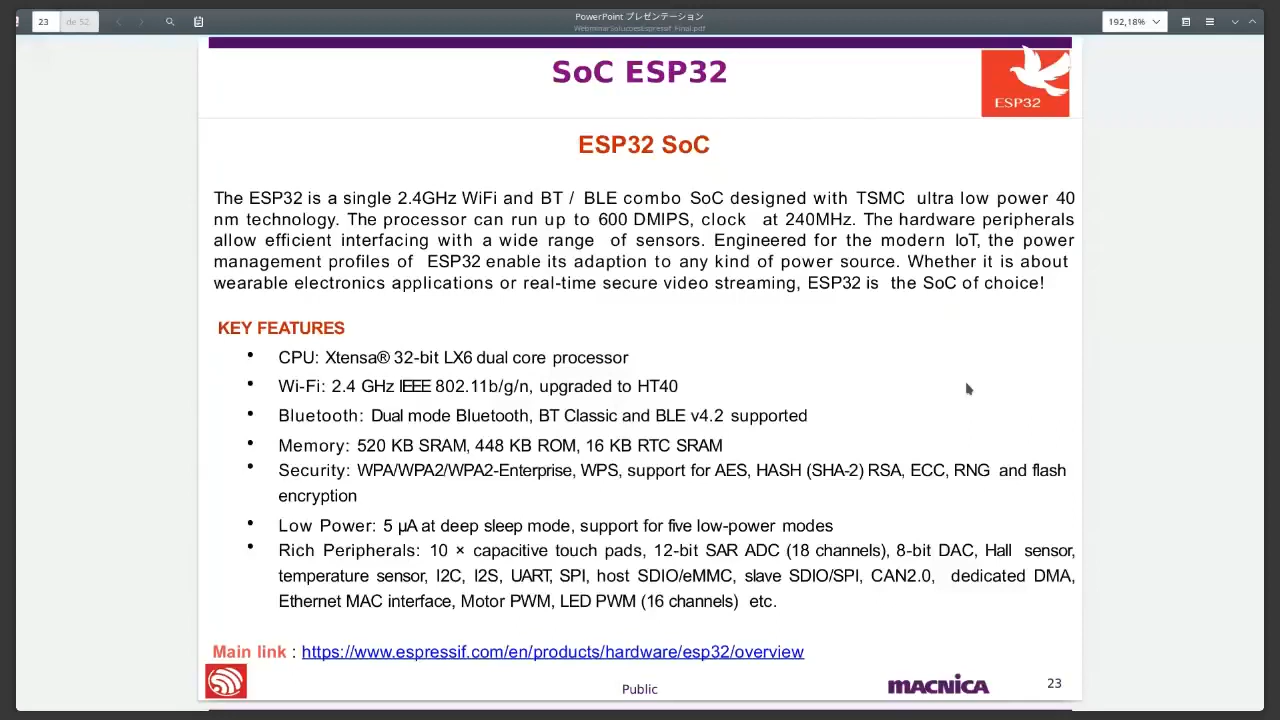 23
de 52
PowerPoint プレゼンテーション
192,18%
SoC ESP32
ESP32
ESP32 SoC
The ESP32 is a single 2.4GHz WiFi and BT / BLE combo SoC designed with TSMC ultra low power 40
nm technology. The processor can run up to 600 DMIPS, clock at 240MHz. The hardware peripherals
allow efficient interfacing with a wide range of sensors. Engineered for the modern IoT, the power
management profiles of ESP32 enable its adaption to any kind of power source. Whether it is about
wearable electronics applications or real-time secure video streaming, ESP32 is the SoC of choice!
KEY FEATURES
• CPU: Xtensa® 32-bit LX6 dual core processor
• Wi-Fi: 2.4 GHz IEEE 802.11b/g/n, upgraded to HT40
• Bluetooth: Dual mode Bluetooth, BT Classic and BLE v4.2 supported
• Memory: 520 KB SRAM, 448 KB ROM, 16 KB RTC SRAM
• Security: WPA/WPA2/WPA2-Enterprise, WPS, support for AES, HASH (SHA-2) RSA, ECC, RNG and flash
encryption
• Low Power: 5 µA at deep sleep mode, support for five low-power modes
• Rich Peripherals: 10 × capacitive touch pads, 12-bit SAR ADC (18 channels), 8-bit DAC, Hall sensor,
temperature sensor, I2C, I2S, UART, SPI, host SDIO/eMMC, slave SDIO/SPI, CAN2.0, dedicated DMA,
Ethernet MAC interface, Motor PWM, LED PWM (16 channels) etc.
Main link : https://www.espressif.com/en/products/hardware/esp32/overview
Public
MACNICA
23